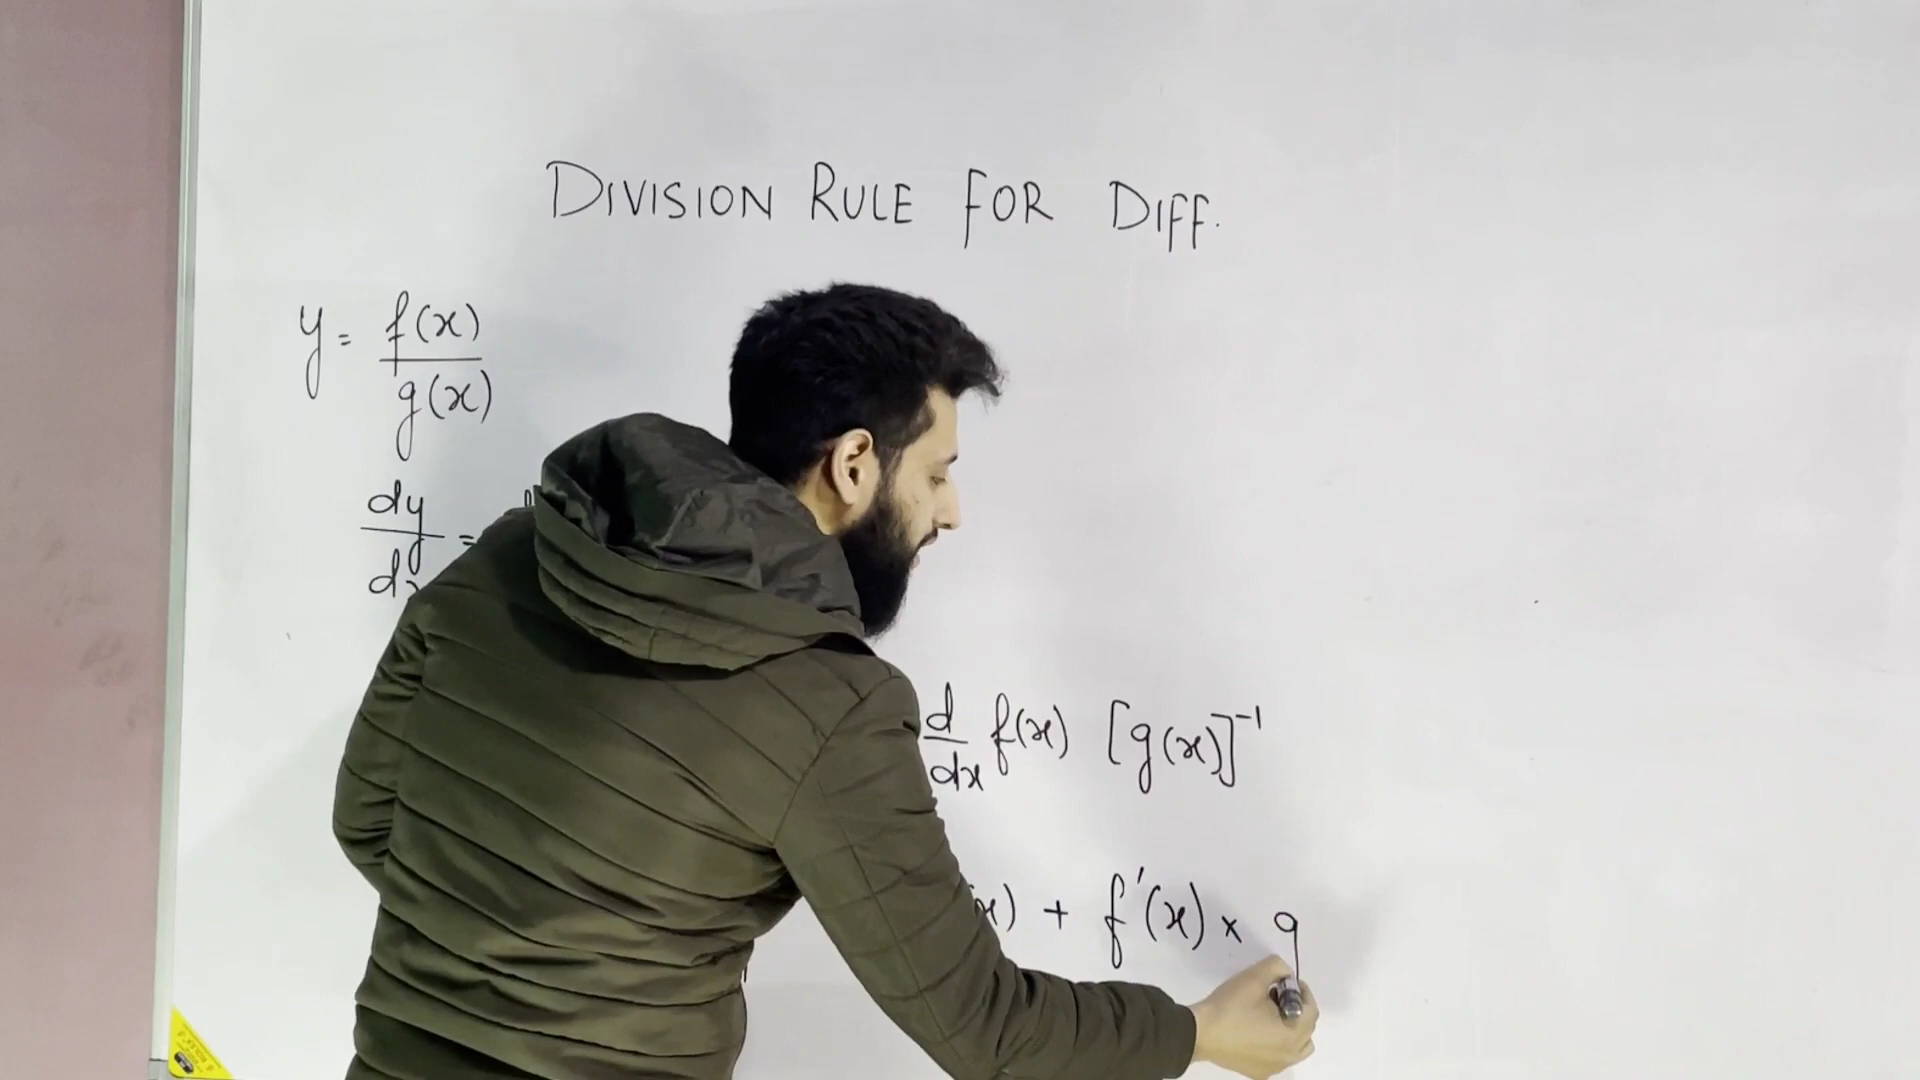 DIVISION RULE FOR DIFF.
y = f(x)
g(x)
dy =
dx
d f(x) [g(x)]⁻¹
dx
x) + f'(x) × g